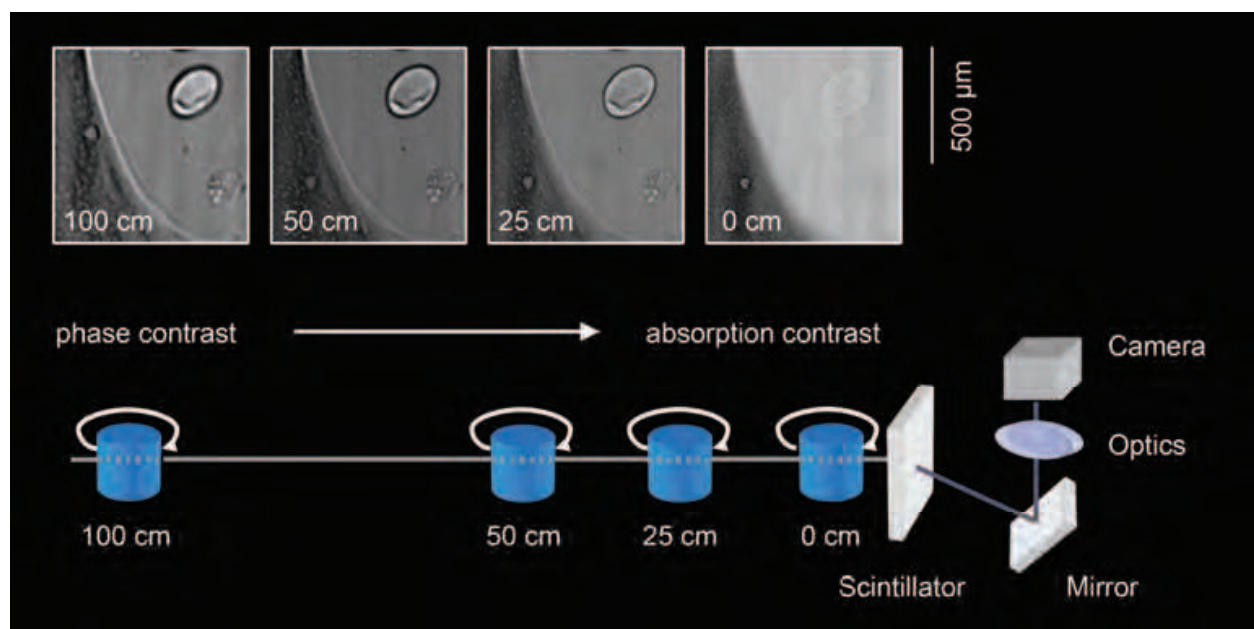 100 cm
50 cm
25 cm
0 cm
500 μm
phase contrast
absorption contrast
Camera
Optics
100 cm
50 cm
25 cm
0 cm
Scintillator
Mirror